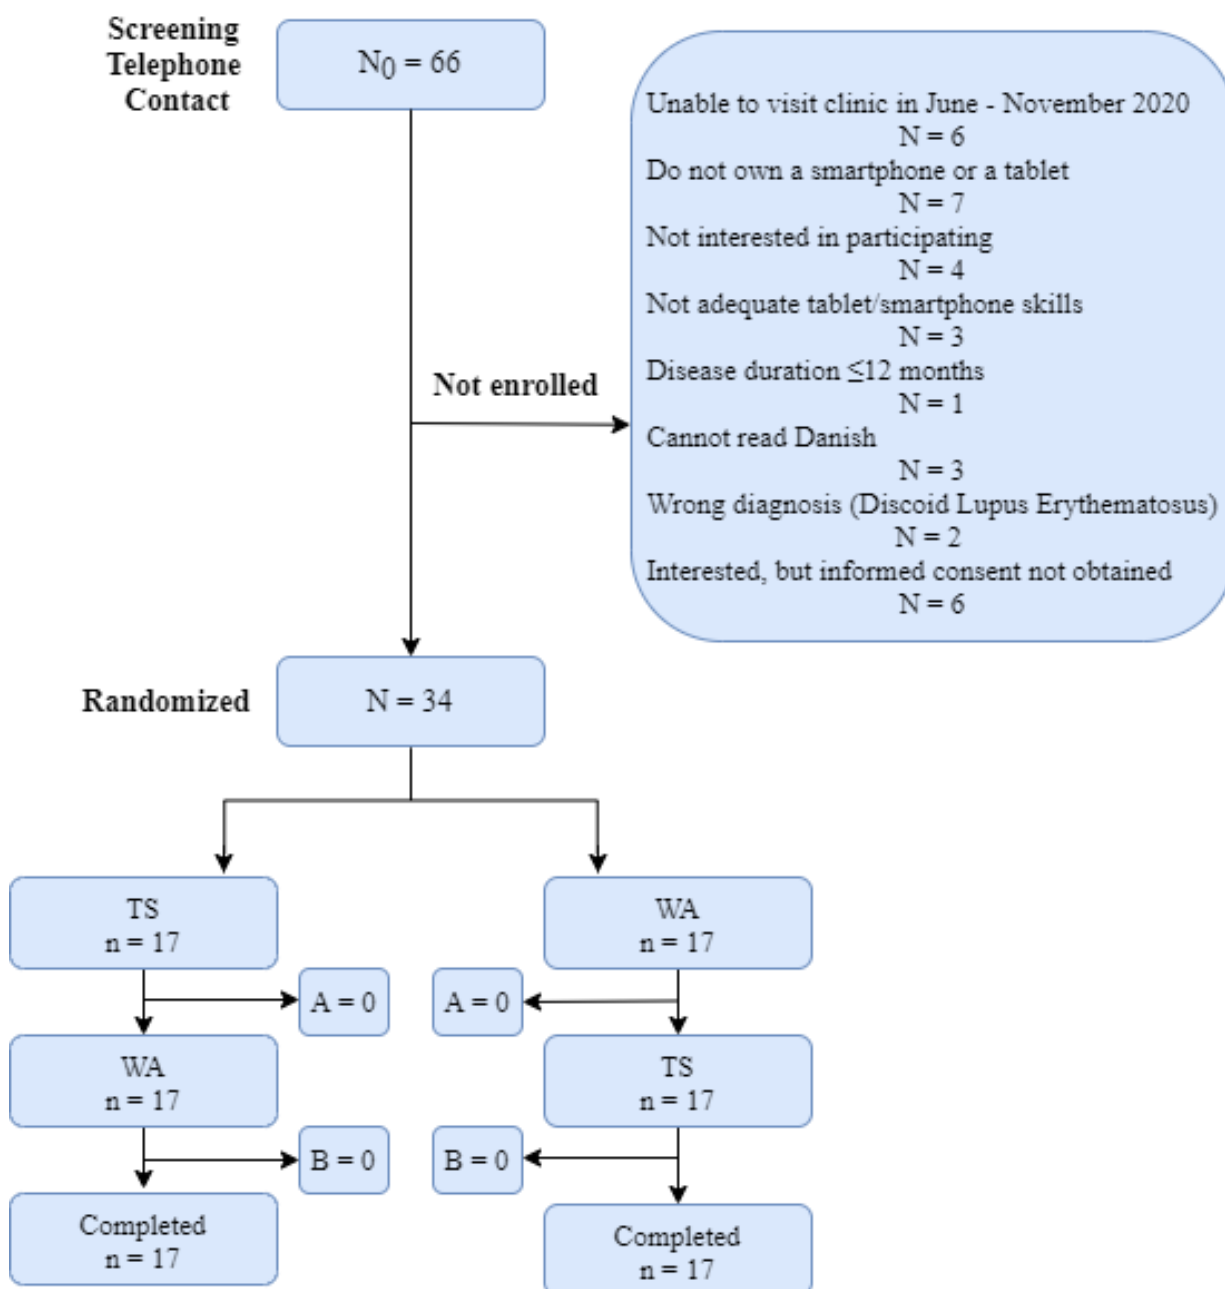 Screening
Telephone
Contact
N0 = 66
Unable to visit clinic in June - November 2020
N = 6
Do not own a smartphone or a tablet
N = 7
Not interested in participating
N = 4
Not adequate tablet/smartphone skills
N = 3
Disease duration ≤12 months
N = 1
Cannot read Danish
N = 3
Wrong diagnosis (Discoid Lupus Erythematosus)
N = 2
Interested, but informed consent not obtained
N = 6
Not enrolled
Randomized
N = 34
TS
n = 17
WA
n = 17
A = 0
A = 0
WA
n = 17
TS
n = 17
B = 0
B = 0
Completed
n = 17
Completed
n = 17